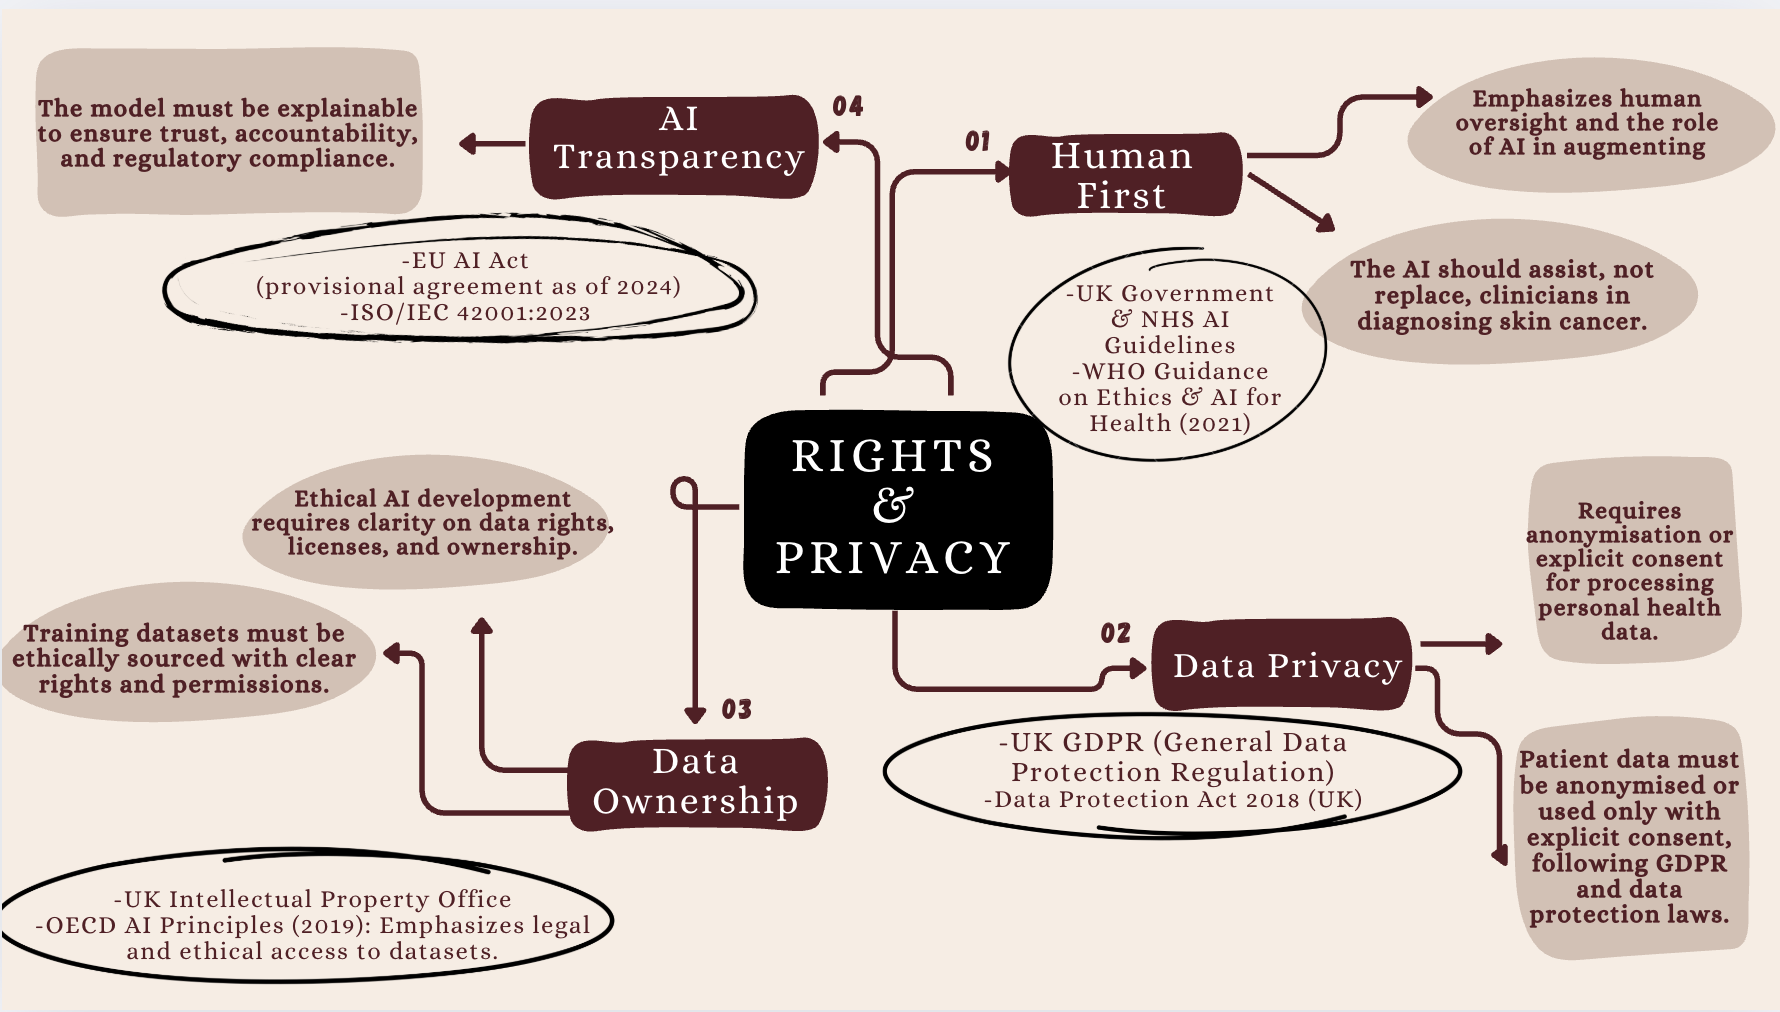 RIGHTS
&
PRIVACY
01
Human
First
Emphasizes human
oversight and the role
of AI in augmenting
The AI should assist, not
replace, clinicians in
diagnosing skin cancer.
-UK Government
& NHS AI
Guidelines
-WHO Guidance
on Ethics & AI for
Health (2021)
02
Data Privacy
Requires
anonymisation or
explicit consent
for processing
personal health
data.
Patient data must
be anonymised or
used only with
explicit consent,
following GDPR
and data
protection laws.
-UK GDPR (General Data
Protection Regulation)
-Data Protection Act 2018 (UK)
03
Data
Ownership
Ethical AI development
requires clarity on data rights,
licenses, and ownership.
Training datasets must be
ethically sourced with clear
rights and permissions.
-UK Intellectual Property Office
-OECD AI Principles (2019): Emphasizes legal
and ethical access to datasets.
04
AI
Transparency
The model must be explainable
to ensure trust, accountability,
and regulatory compliance.
-EU AI Act
(provisional agreement as of 2024)
-ISO/IEC 42001:2023